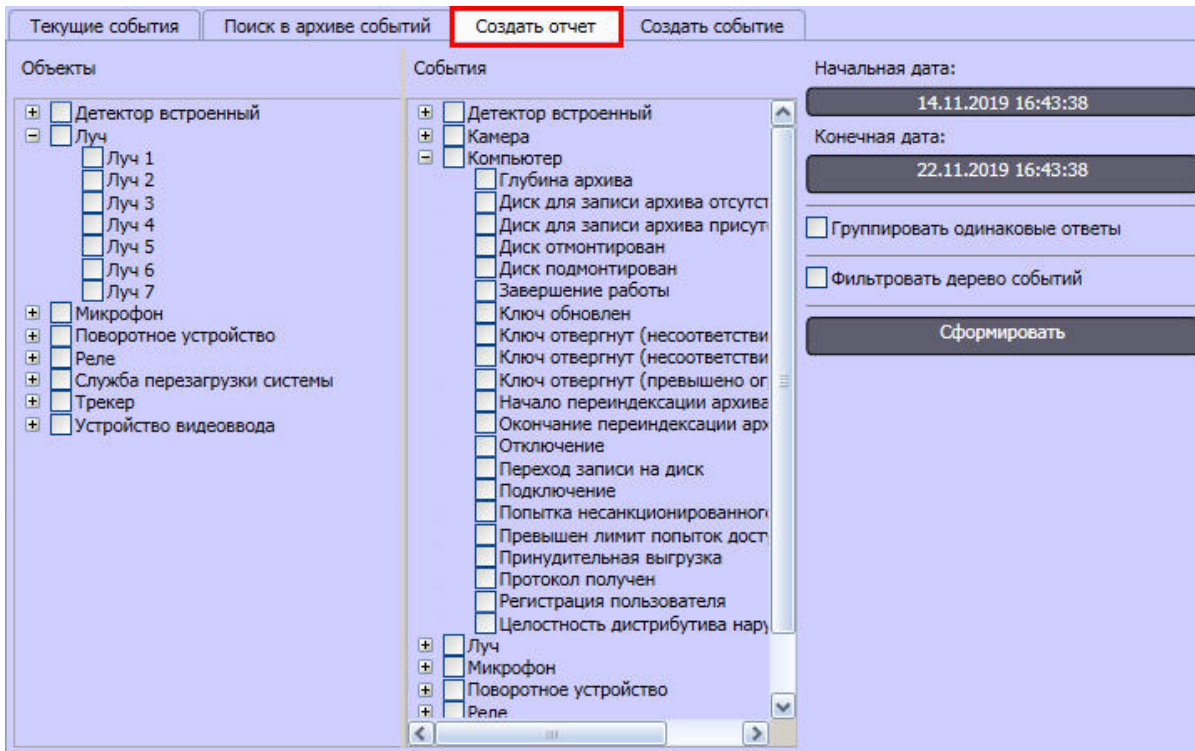 Текущие события
Поиск в архиве событий
Создать отчет
Создать событие
Объекты
Детектор встроенный
Луч
Луч 1
Луч 2
Луч 3
Луч 4
Луч 5
Луч 6
Луч 7
Микрофон
Поворотное устройство
Реле
Служба перезагрузки системы
Трекер
Устройство видеоввода
События
Детектор встроенный
Камера
Компьютер
Глубина архива
Диск для записи архива отсутст
Диск для записи архива присут
Диск отмонтирован
Диск подмонтирован
Завершение работы
Ключ обновлен
Ключ отвергнут (несоответстви
Ключ отвергнут (несоответстви
Ключ отвергнут (превышено ог
Начало переиндексации архива
Окончание переиндексации арх
Отключение
Переход записи на диск
Подключение
Попытка несанкционированного
Превышен лимит попыток дост
Принудительная выгрузка
Протокол получен
Регистрация пользователя
Целостность дистрибутива нару
Луч
Микрофон
Поворотное устройство
Реле
Начальная дата:
14.11.2019 16:43:38
Конечная дата:
22.11.2019 16:43:38
Группировать одинаковые ответы
Фильтровать дерево событий
Сформировать